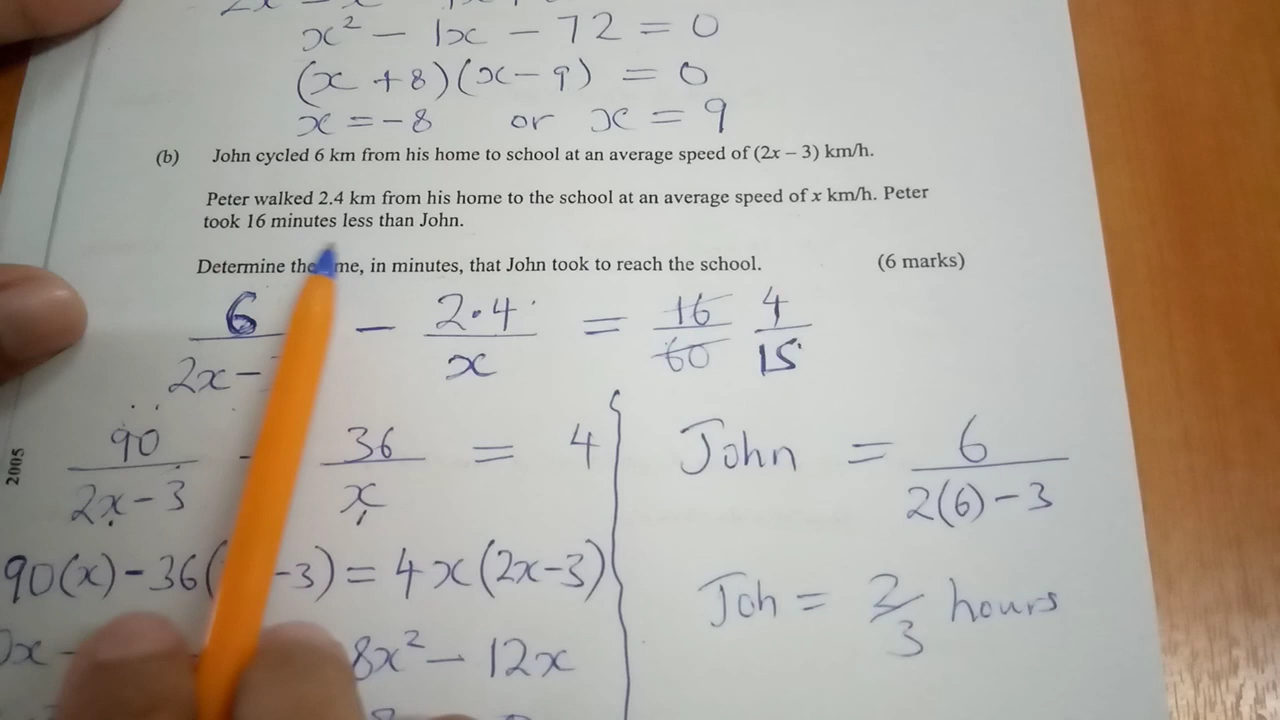 x² − 1x − 72 = 0
(x + 8)(x − 9) = 0
x = −8 or x = 9
(b) John cycled 6 km from his home to school at an average speed of (2x – 3) km/h.
Peter walked 2.4 km from his home to the school at an average speed of x km/h. Peter
took 16 minutes less than John.
Determine me, in minutes, that John took to reach the school. (6 marks)
6 / 2x − − 2.4 / x = 16/60 4/15
90 / 2x − 3 - 36 / x = 4
John = 6 / 2(6) − 3
90(x) − 36( −3) = 4x(2x−3)
Joh = 2/3 hours
8x² − 12x
2005